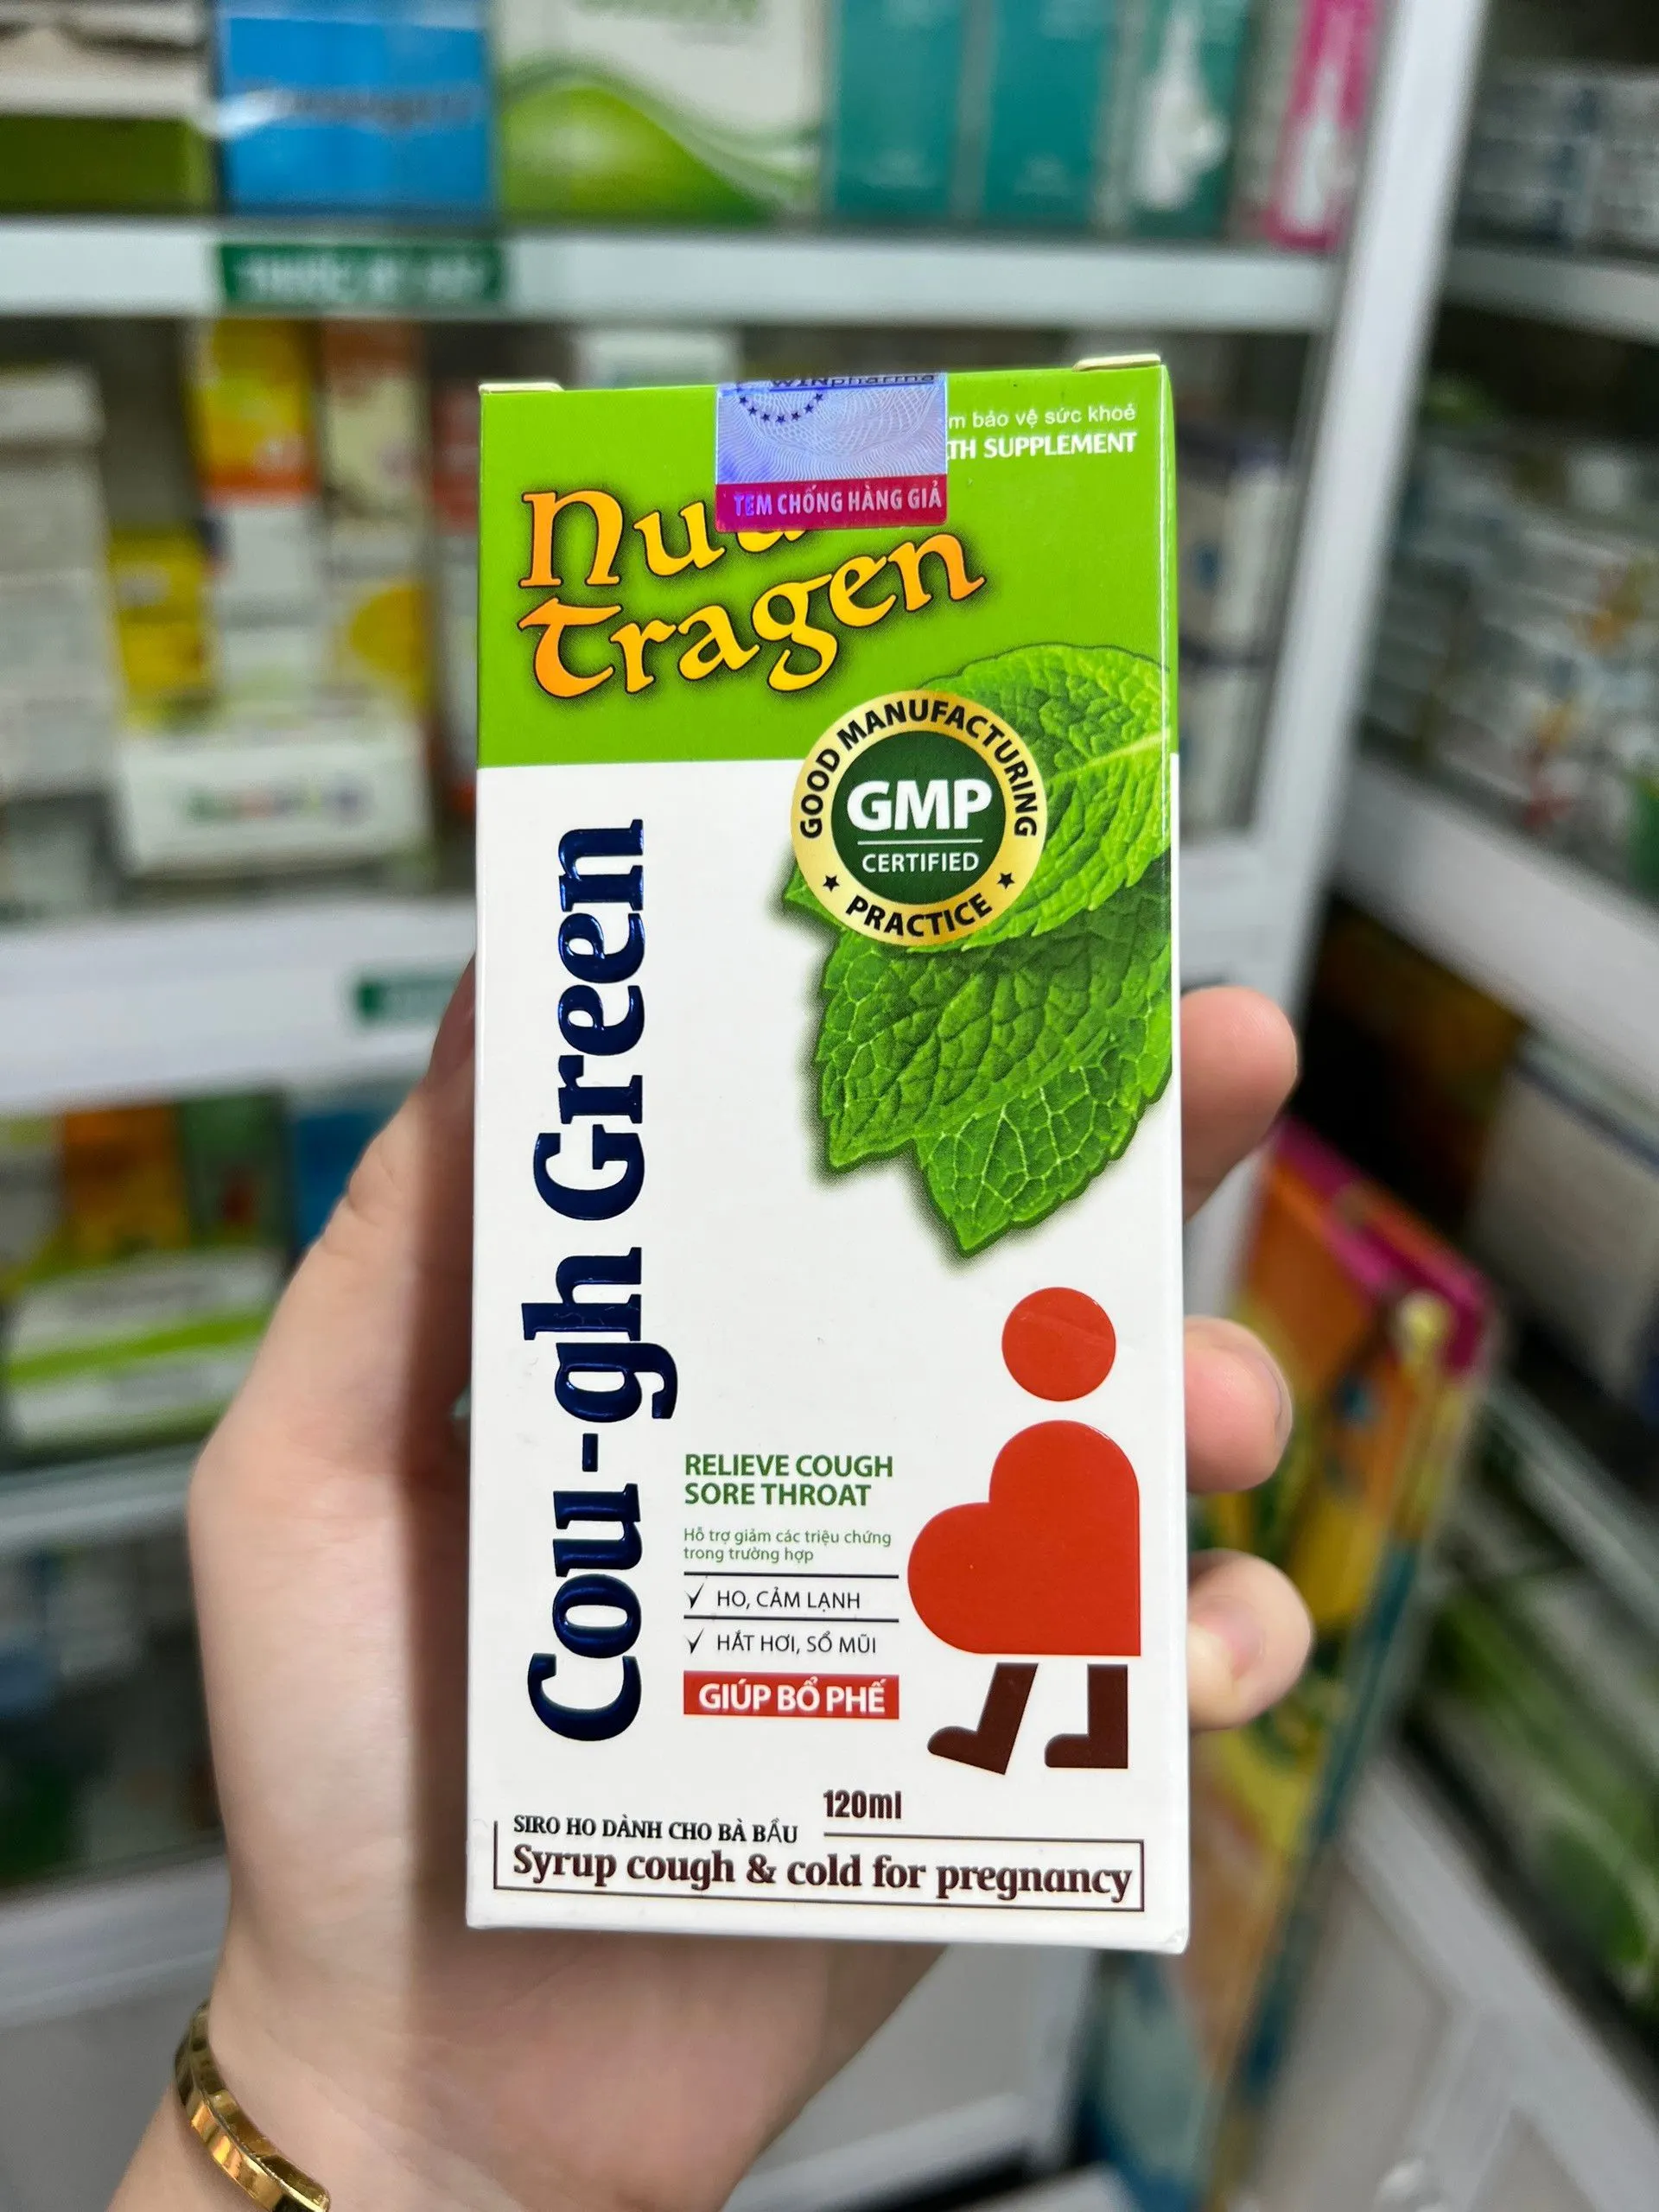 WINpharma
TEM CHỐNG HÀNG GIẢ
m bảo vệ sức khoẻ
TH SUPPLEMENT
Tragen
GOOD MANUFACTURING
GMP
CERTIFIED
PRACTICE
Cou-gh Green
RELIEVE COUGH
SORE THROAT
Hỗ trợ giảm các triệu chứng
trong trường hợp
HO, CẢM LẠNH
HẮT HƠI, SỔ MŨI
GIÚP BỔ PHẾ
120ml
SIRO HO DÀNH CHO BÀ BẦU
Syrup cough & cold for pregnancy